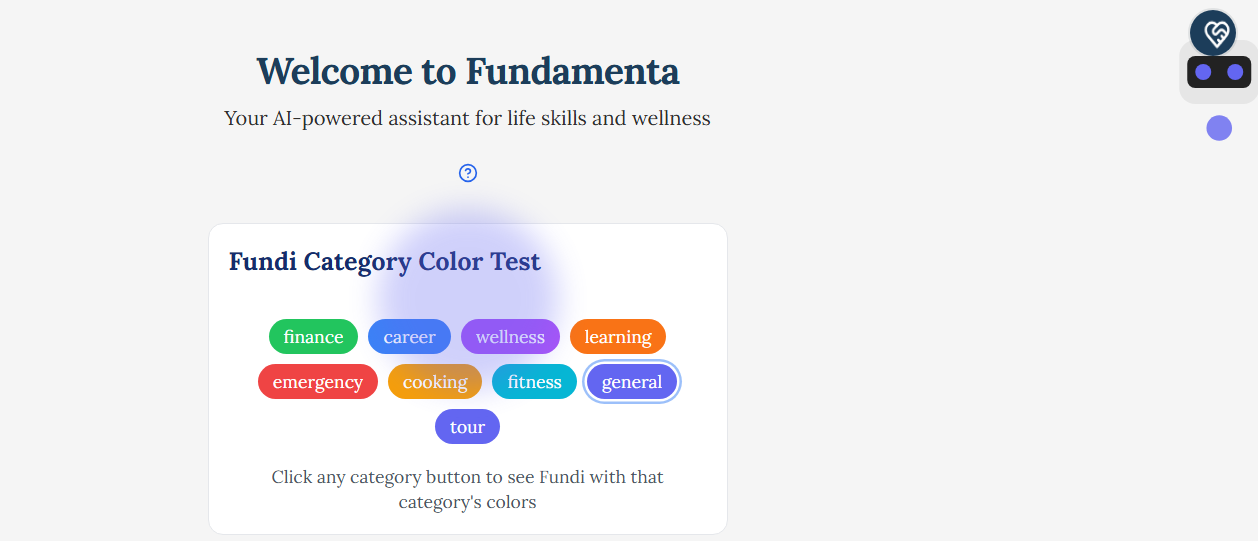 Welcome to Fundamenta
Your AI-powered assistant for life skills and wellness
?
Fundi Category Color Test
finance career wellness learning
emergency cooking fitness general
tour
Click any category button to see Fundi with that
category's colors